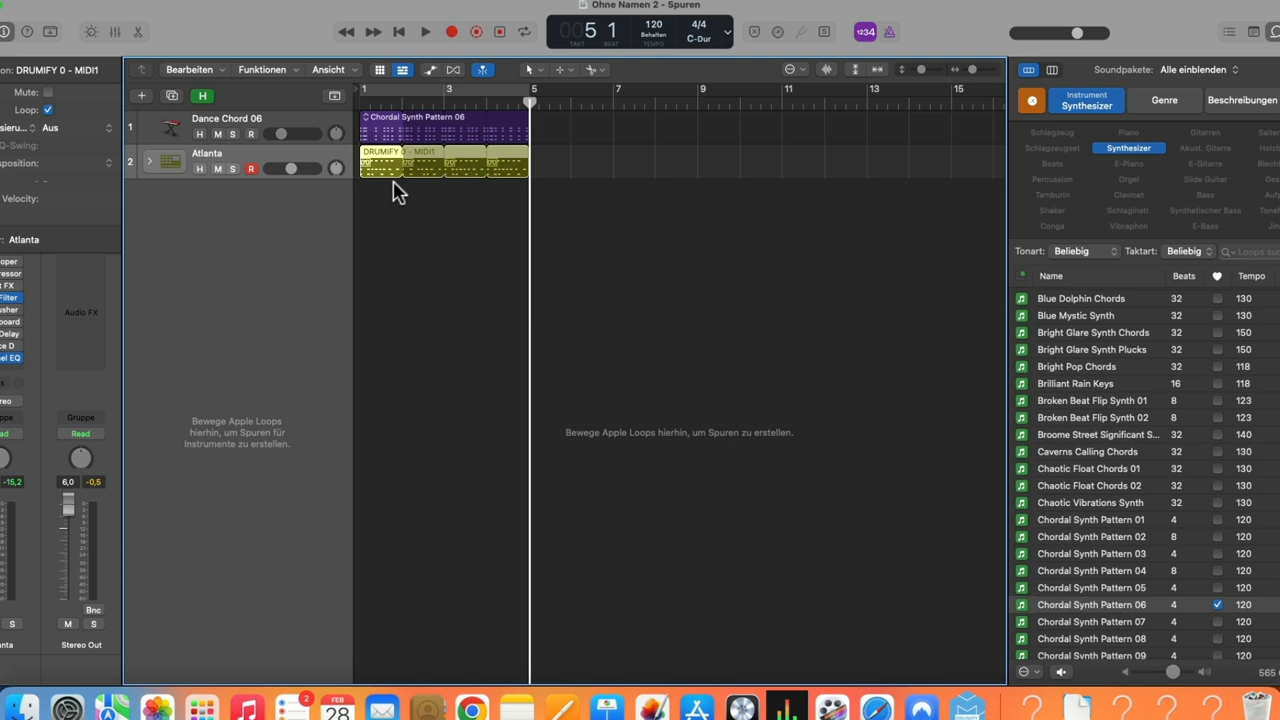 Ohne Namen 2 - Spuren
005 1
TAKT BEAT
120
Behalten
TEMPO
4/4
C-Dur
1234
on: DRUMIFY 0 - MIDI1
Mute:
Loop:
Aus
Q-Swing:
Velocity:
Atlanta
Bearbeiten
Funktionen
Ansicht
Soundpakete: Alle einblenden
1 3 5 7 9 11 13 15
Instrument
Synthesizer
Genre
Beschreibungen
1
Dance Chord 06
H M S R
Chordal Synth Pattern 06
2
Atlanta
H M S R
DRUMIFY 0 - MIDI1
Schlagzeug Piano Gitarren
Schlagzeugset Synthesizer Akust. Gitarre
Beats E-Piano E-Gitarre
Percussion Orgel Slide Guitar
Tamburin Clavinet Bass
Shaker Schlaginstr. Synthetischer Bass
Conga Vibraphon E-Bass
Tonart: Beliebig Taktart: Beliebig
Name Beats Tempo
Blue Dolphin Chords 32 130
Blue Mystic Synth 32 130
Bright Glare Synth Chords 32 150
Bright Glare Synth Plucks 32 150
Bright Pop Chords 32 118
Brilliant Rain Keys 16 118
Broken Beat Flip Synth 01 8 123
Broken Beat Flip Synth 02 8 123
Broome Street Significant S... 32 140
Caverns Calling Chords 32 130
Chaotic Float Chords 01 32 130
Chaotic Float Chords 02 32 130
Chaotic Vibrations Synth 32 130
Chordal Synth Pattern 01 4 120
Chordal Synth Pattern 02 8 120
Chordal Synth Pattern 03 4 120
Chordal Synth Pattern 04 8 120
Chordal Synth Pattern 05 4 120
Chordal Synth Pattern 06 4 120
Chordal Synth Pattern 07 4 120
Chordal Synth Pattern 08 4 120
Chordal Synth Pattern 09 4 120
565
Audio FX
Gruppe
Read
-15,2
6,0 -0,5
Bnc
S M S
Stereo Out
Bewege Apple Loops
hierhin, um Spuren für
Instrumente zu erstellen.
Bewege Apple Loops hierhin, um Spuren zu erstellen.
2
FEB
28